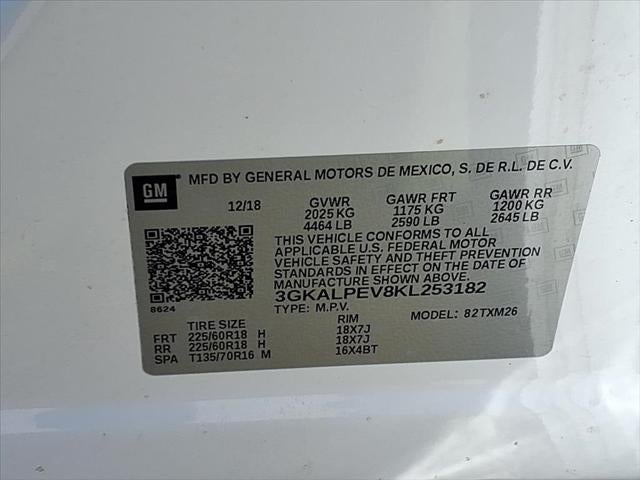 GM
MFD BY GENERAL MOTORS DE MEXICO, S. DE R.L. DE C.V.
12/18 GVWR GAWR FRT GAWR RR
2025 KG 1175 KG 1200 KG
4464 LB 2590 LB 2645 LB
THIS VEHICLE CONFORMS TO ALL
APPLICABLE U.S. FEDERAL MOTOR
VEHICLE SAFETY AND THEFT PREVENTION
STANDARDS IN EFFECT ON THE DATE OF
MANUFACTURE SHOWN ABOVE.
3GKALPEV8KL253182
8624 TYPE: M.P.V. MODEL: 82TXM26
TIRE SIZE RIM
FRT 225/60R18 H 18X7J
RR 225/60R18 H 18X7J
SPA T135/70R16 M 16X4BT